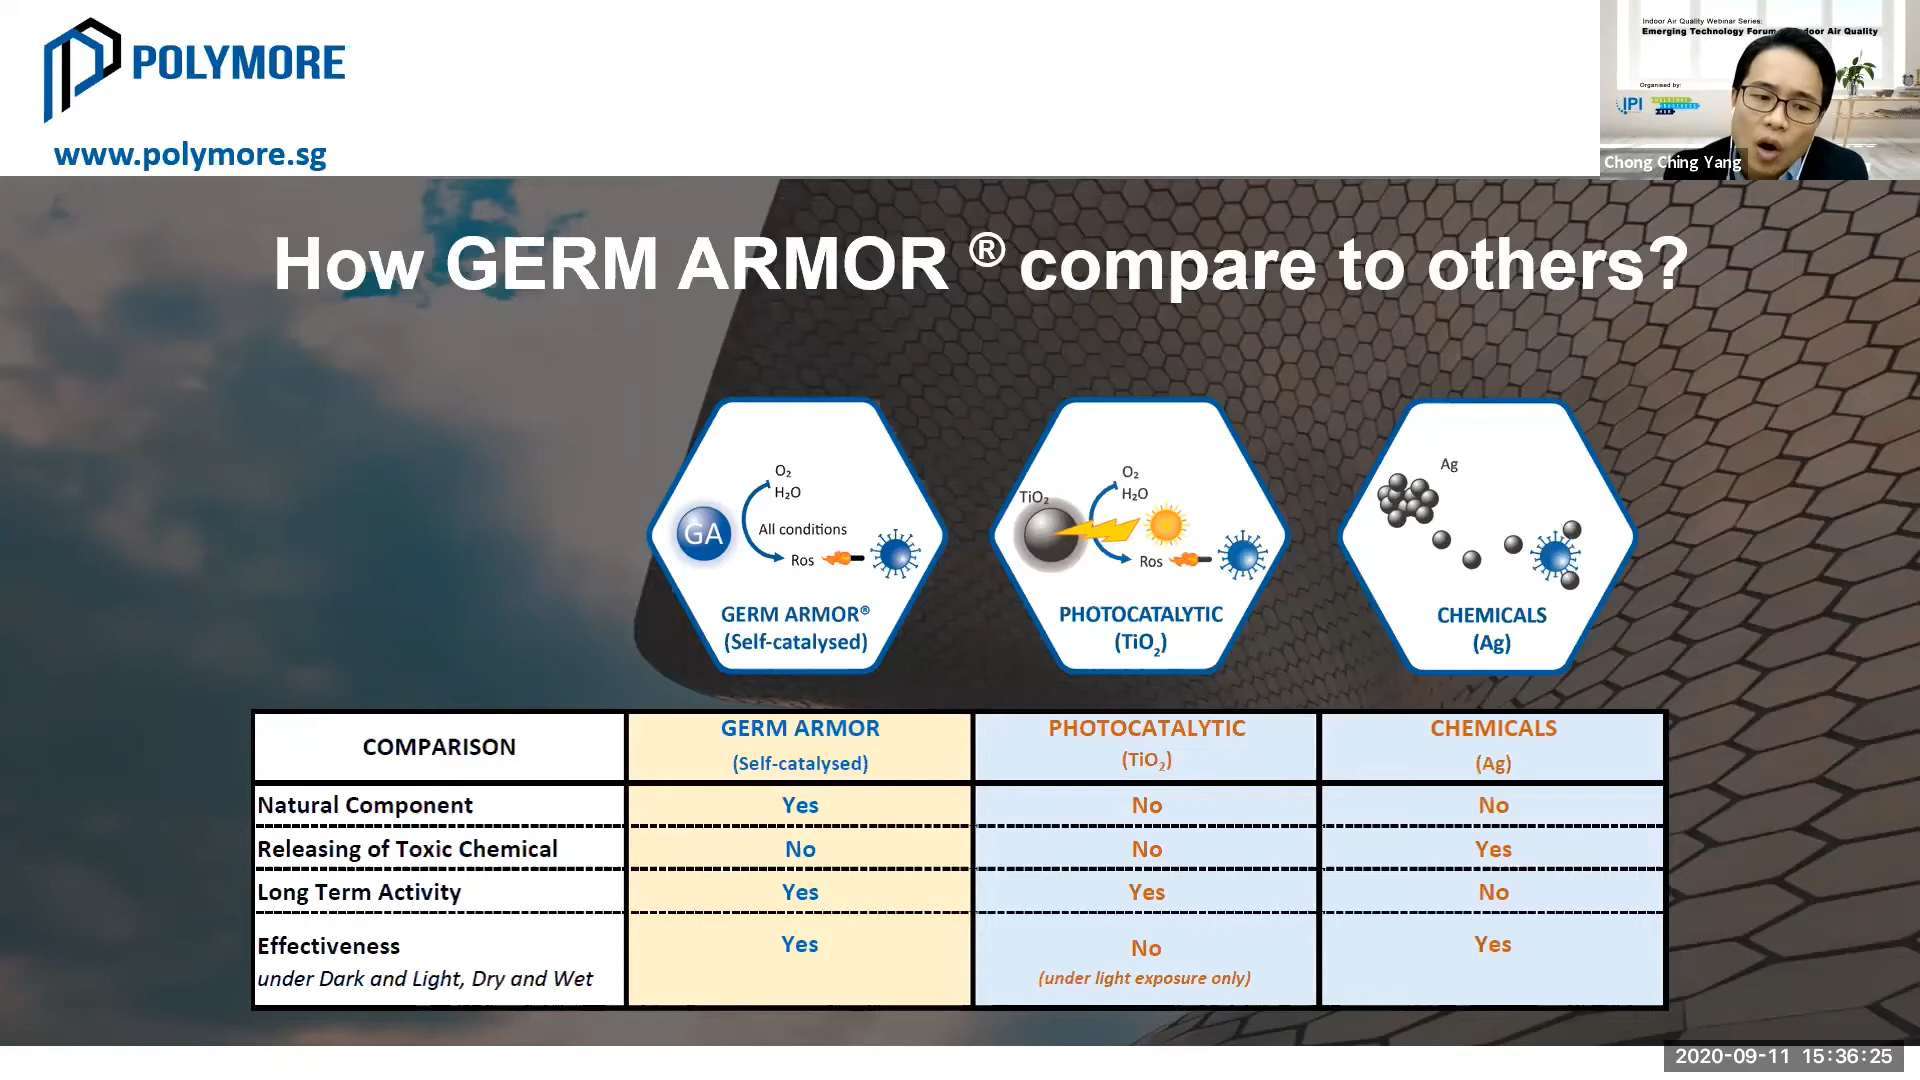 POLYMORE
www.polymore.sg
Indoor Air Quality Webinar Series:
Emerging Technology Forum
Air Quality
Organised by:
IPI
Chong Ching Yang
How GERM ARMOR ® compare to others?
O₂
H₂O
GA
All conditions
Ros
GERM ARMOR®
(Self-catalysed)
O₂
H₂O
TiO₂
Ros
PHOTOCATALYTIC
(TiO₂)
Ag
CHEMICALS
(Ag)
COMPARISON
GERM ARMOR
(Self-catalysed)
PHOTOCATALYTIC
(TiO₂)
CHEMICALS
(Ag)
Natural Component Yes No No
Releasing of Toxic Chemical No No Yes
Long Term Activity Yes Yes No
Effectiveness Yes No Yes
under Dark and Light, Dry and Wet (under light exposure only)
2020-09-11 15:36:25